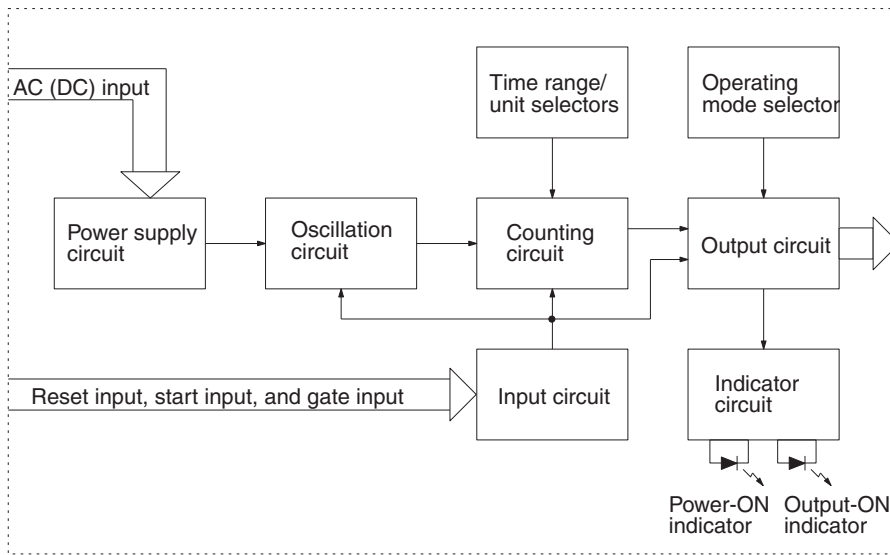 AC (DC) input
Time range/
unit selectors
Operating
mode selector
Power supply
circuit
Oscillation
circuit
Counting
circuit
Output circuit
Reset input, start input, and gate input
Input circuit
Indicator
circuit
Power-ON
indicator
Output-ON
indicator